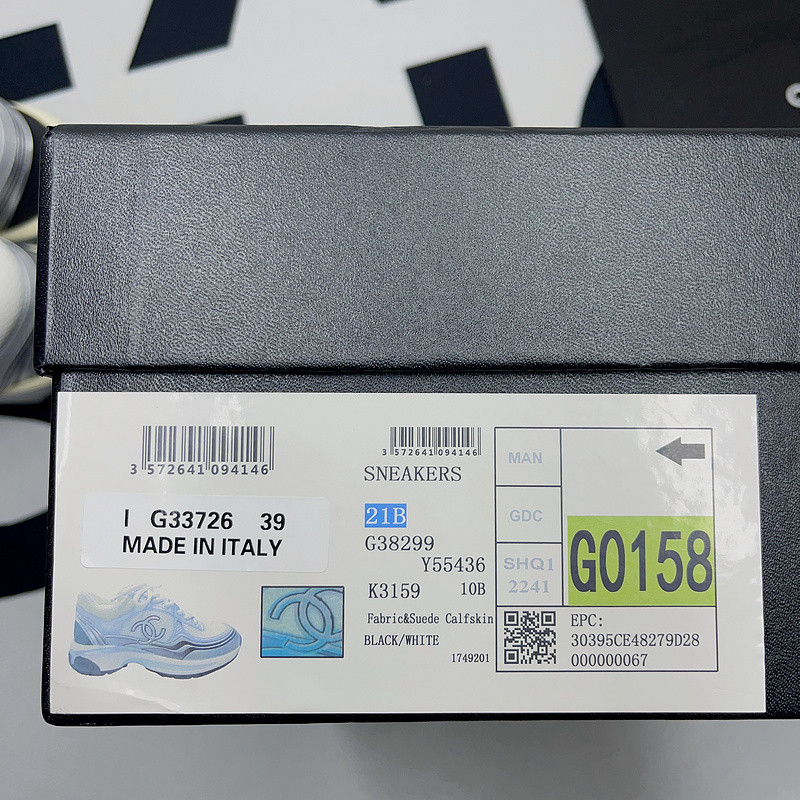 3 572641 094146
I G33726 39
MADE IN ITALY
3 572641 094146
SNEAKERS
21B
G38299
Y55436
K3159 10B
Fabric&Suede Calfskin
BLACK/WHITE
1749201
MAN
GDC
SHQ1
2241
G0158
EPC:
30395CE48279D28
000000067